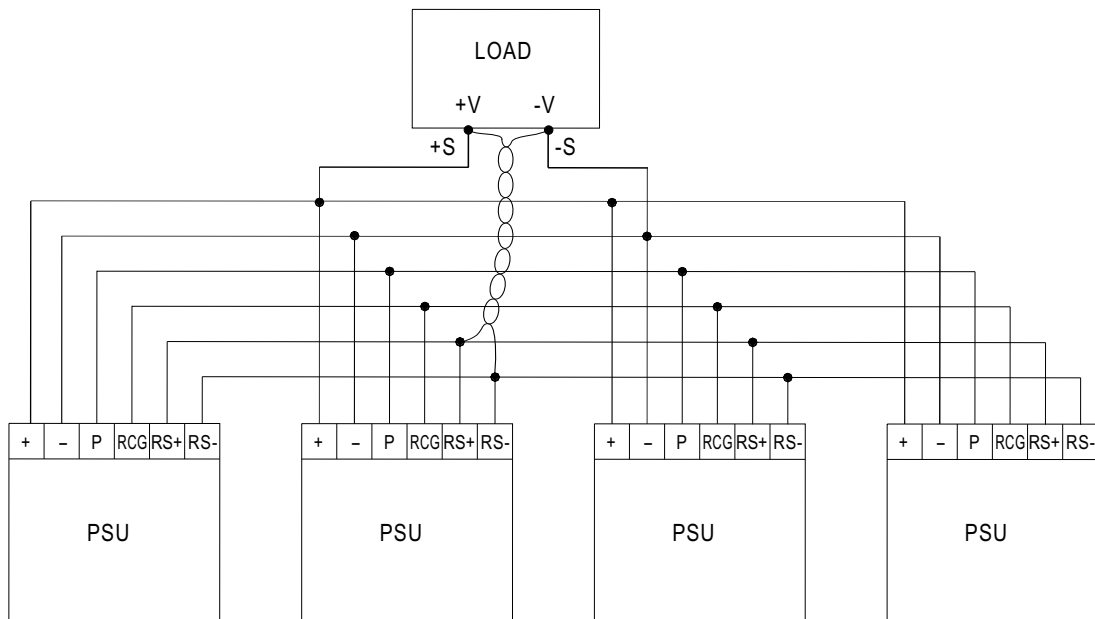 LOAD
+V -V
+S -S
+ – P RCG RS+ RS- + – P RCG RS+ RS- + – P RCG RS+ RS- + – P RCG RS+ RS-
PSU PSU PSU PSU